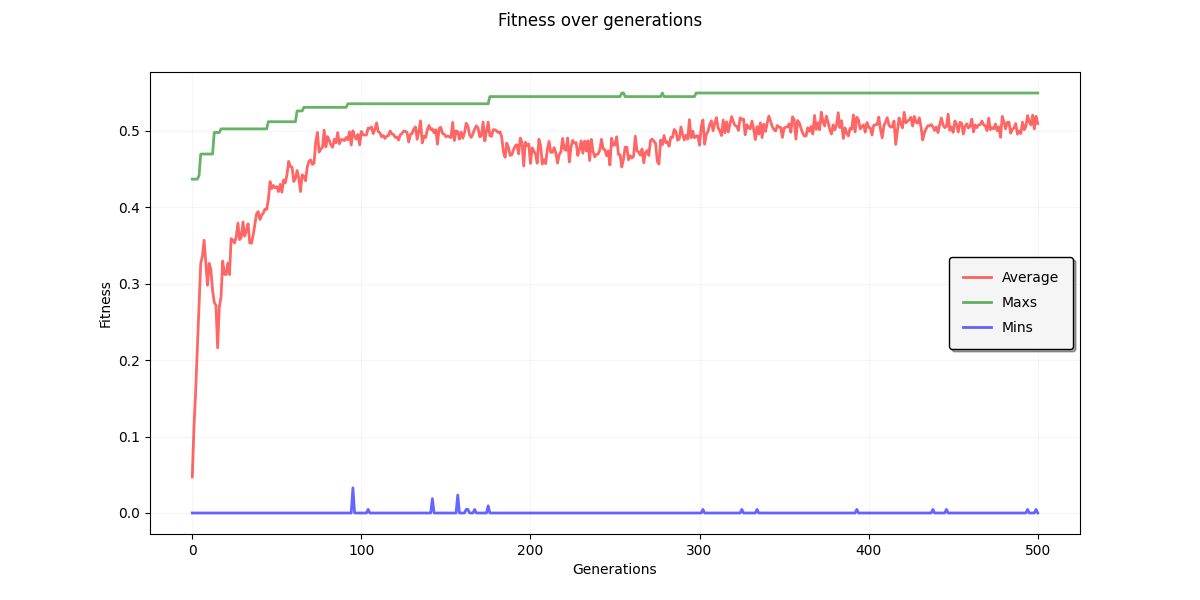 Fitness over generations
0.5
0.4
0.3
0.2
0.1
0.0
Fitness
Average
Maxs
Mins
0 100 200 300 400 500
Generations